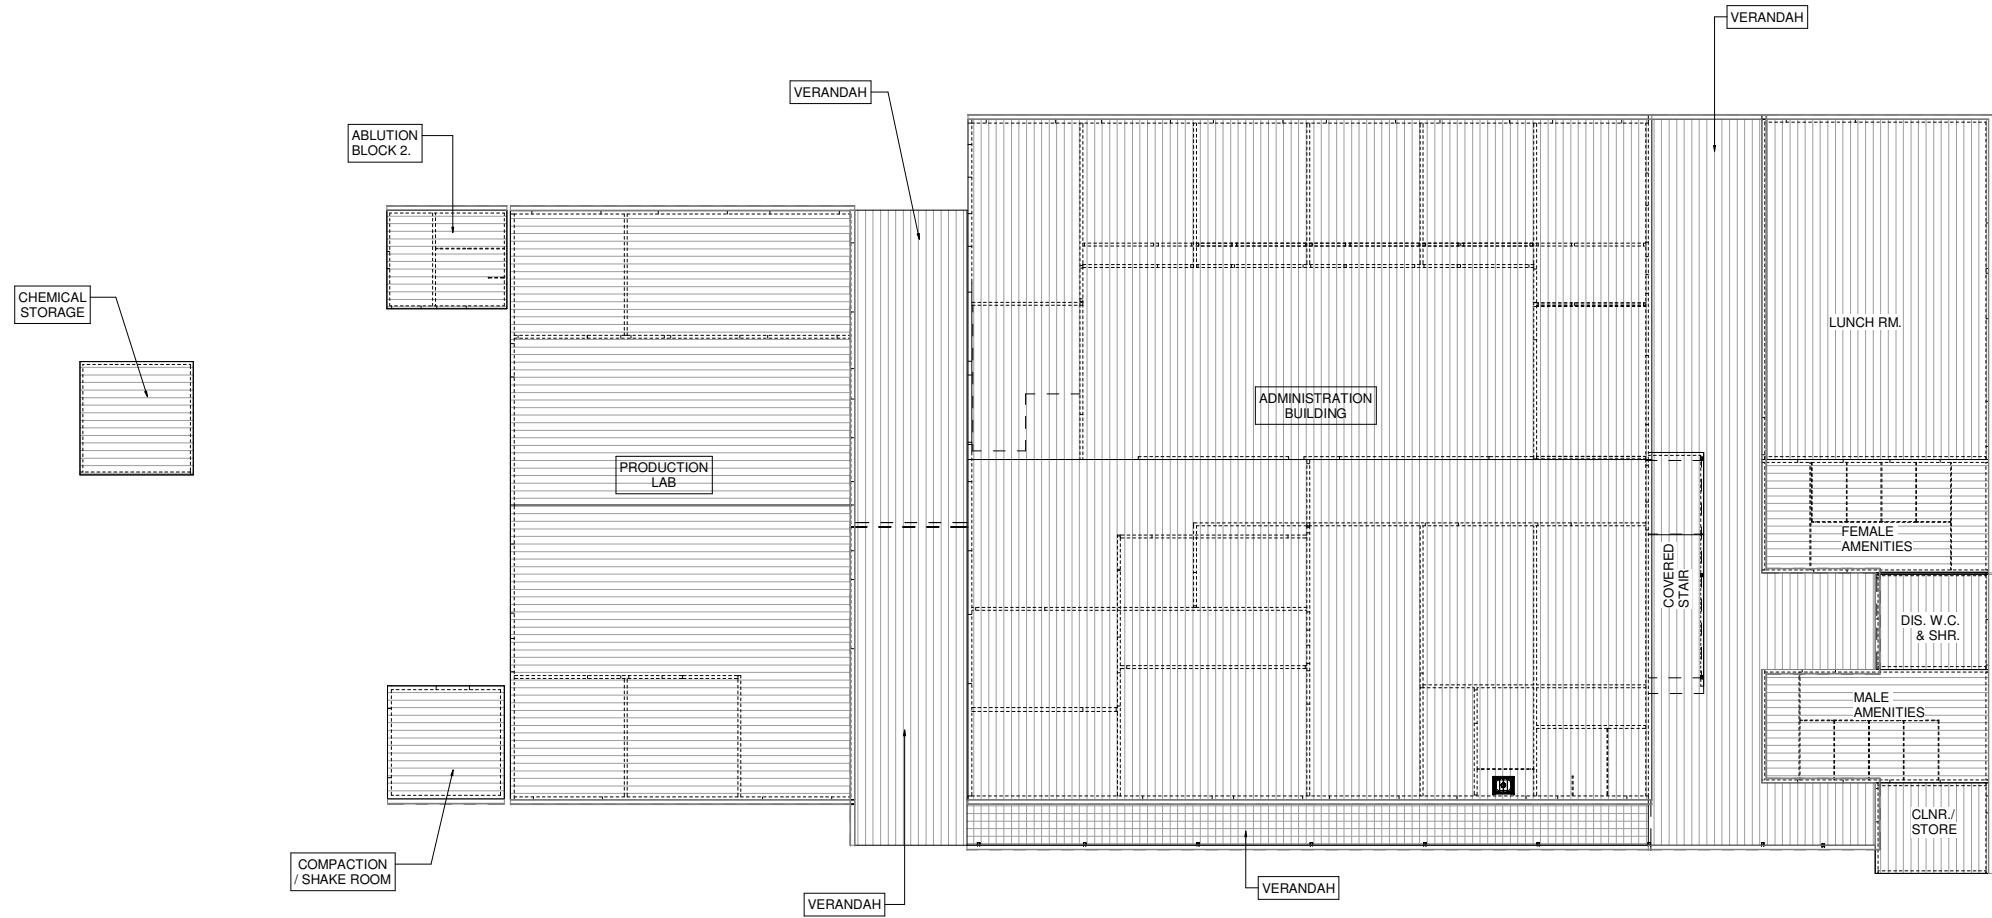 VERANDAH
VERANDAH
ABLUTION
BLOCK 2.
CHEMICAL
STORAGE
LUNCH RM.
ADMINISTRATION
BUILDING
PRODUCTION
LAB
FEMALE
AMENITIES
COVERED
STAIR
DIS. W.C.
& SHR.
MALE
AMENITIES
CLNR./
STORE
COMPACTION
/ SHAKE ROOM
VERANDAH
VERANDAH